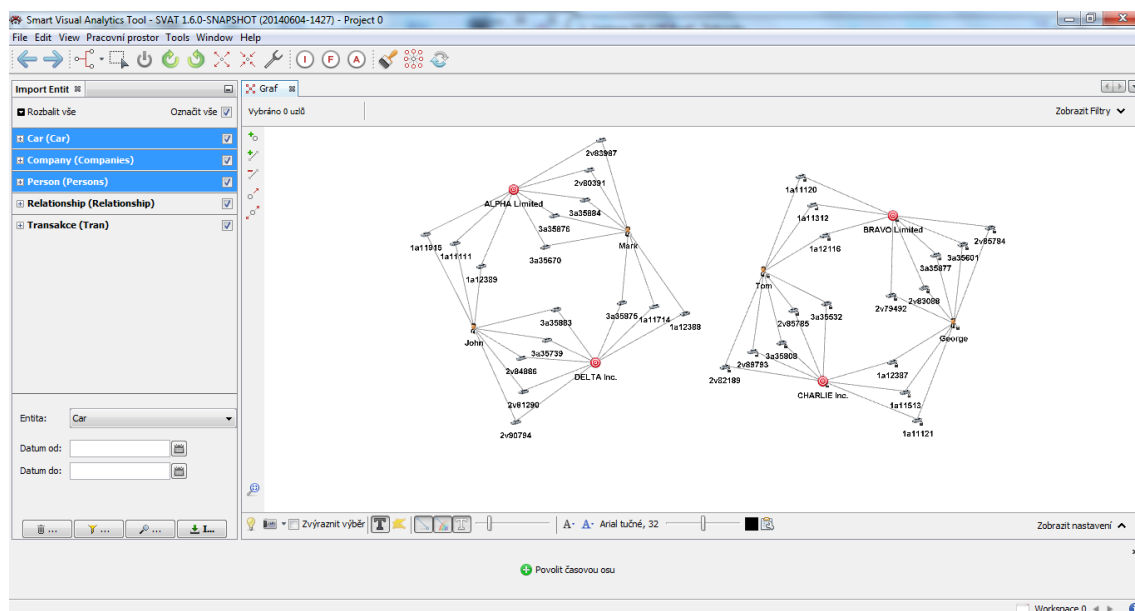 Smart Visual Analytics Tool - SVAT 1.6.0-SNAPSHOT (20140604-1427) - Project 0
File Edit View Pracovní prostor Tools Window Help
I F A
Import Entit
Graf
Rozbalit vše Označit vše
Vybráno 0 uzlů
Zobrazit Filtry
Car (Car)
Company (Companies)
Person (Persons)
Relationship (Relationship)
Transakce (Tran)
2v83987
2v80391
ALPHA Limited
3a35884
3a35876
Mark
1a11915
1a11111
3a35670
1a12389
3a35875
1a11714
1a12388
3a35883
John
3a35739
2v84886
DELTA Inc.
2v81290
2v90794
1a11120
1a11312
BRAVO Limited
2v85784
1a12116
3a35601
3a35877
Tom
2v83088
2v79492
3a35532
2v85785
George
3a35808
2v89793
1a12387
2v82189
CHARLIE Inc.
1a11513
1a11121
Entita: Car
Datum od:
Datum do:
... ... ... I...
Zvýraznit výběr T T A- A- Arial tučné, 32
Zobrazit nastavení
Povolit časovou osu
Workspace 0